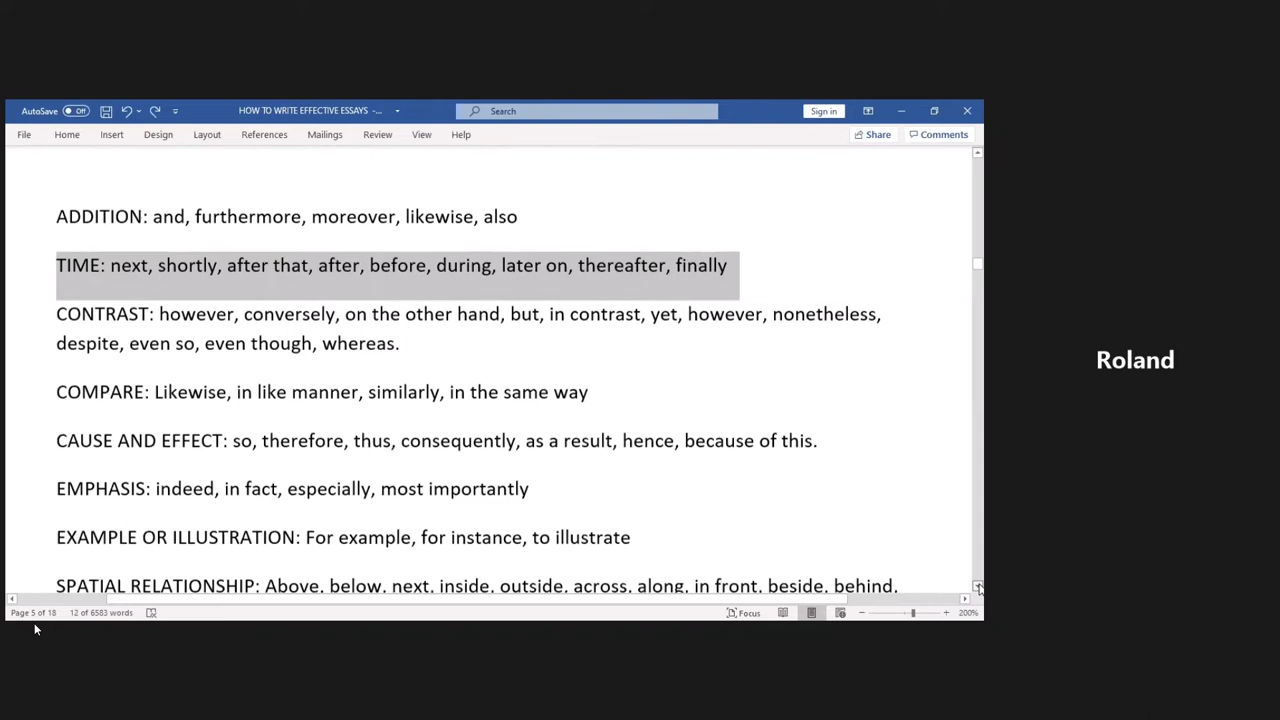 AutoSave Off HOW TO WRITE EFFECTIVE ESSAYS -... Search Sign in
File Home Insert Design Layout References Mailings Review View Help Share Comments
ADDITION: and, furthermore, moreover, likewise, also
TIME: next, shortly, after that, after, before, during, later on, thereafter, finally
CONTRAST: however, conversely, on the other hand, but, in contrast, yet, however, nonetheless,
despite, even so, even though, whereas.
Roland
COMPARE: Likewise, in like manner, similarly, in the same way
CAUSE AND EFFECT: so, therefore, thus, consequently, as a result, hence, because of this.
EMPHASIS: indeed, in fact, especially, most importantly
EXAMPLE OR ILLUSTRATION: For example, for instance, to illustrate
SPATIAL RELATIONSHIP: Above, below, next, inside, outside, across, along, in front, beside, behind,
Page 5 of 18 12 of 6583 words Focus 200%